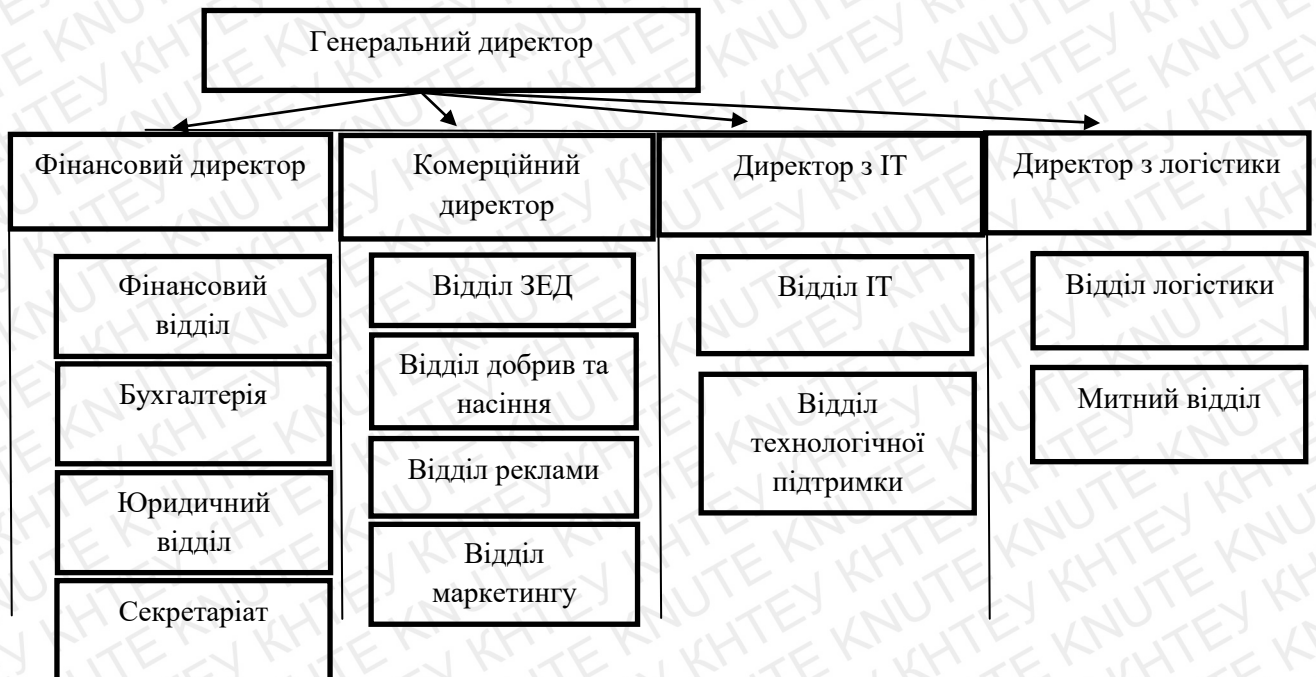 Генеральний директор
Фінансовий директор
Комерційний
директор
Директор з ІТ
Директор з логістики
Фінансовий
відділ
Бухгалтерія
Юридичний
відділ
Секретаріат
Відділ ЗЕД
Відділ добрив та
насіння
Відділ реклами
Відділ
маркетингу
Відділ ІТ
Відділ
технологічної
підтримки
Відділ логістики
Митний відділ